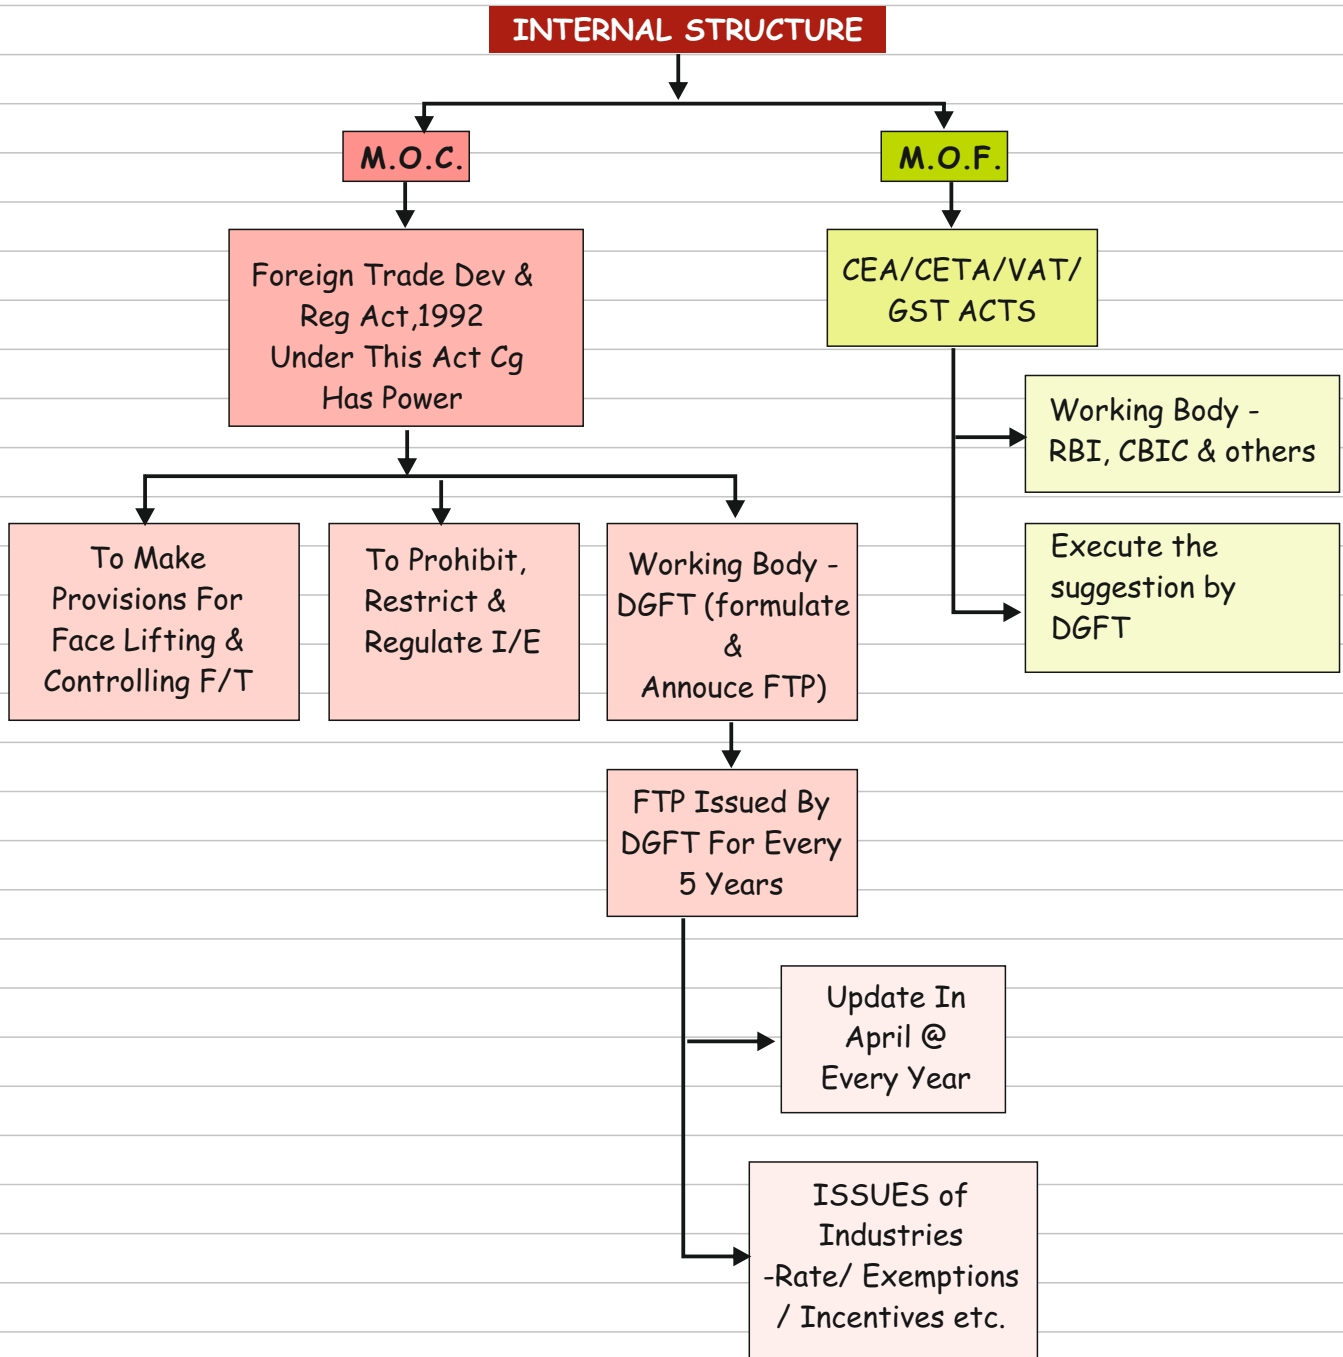 INTERNAL STRUCTURE
M.O.C.
M.O.F.
Foreign Trade Dev &
Reg Act,1992
Under This Act Cg
Has Power
CEA/CETA/VAT/
GST ACTS
Working Body -
RBI, CBIC & others
Execute the
suggestion by
DGFT
To Make
Provisions For
Face Lifting &
Controlling F/T
To Prohibit,
Restrict &
Regulate I/E
Working Body -
DGFT (formulate
&
Annouce FTP)
FTP Issued By
DGFT For Every
5 Years
Update In
April @
Every Year
ISSUES of
Industries
-Rate/ Exemptions
/ Incentives etc.